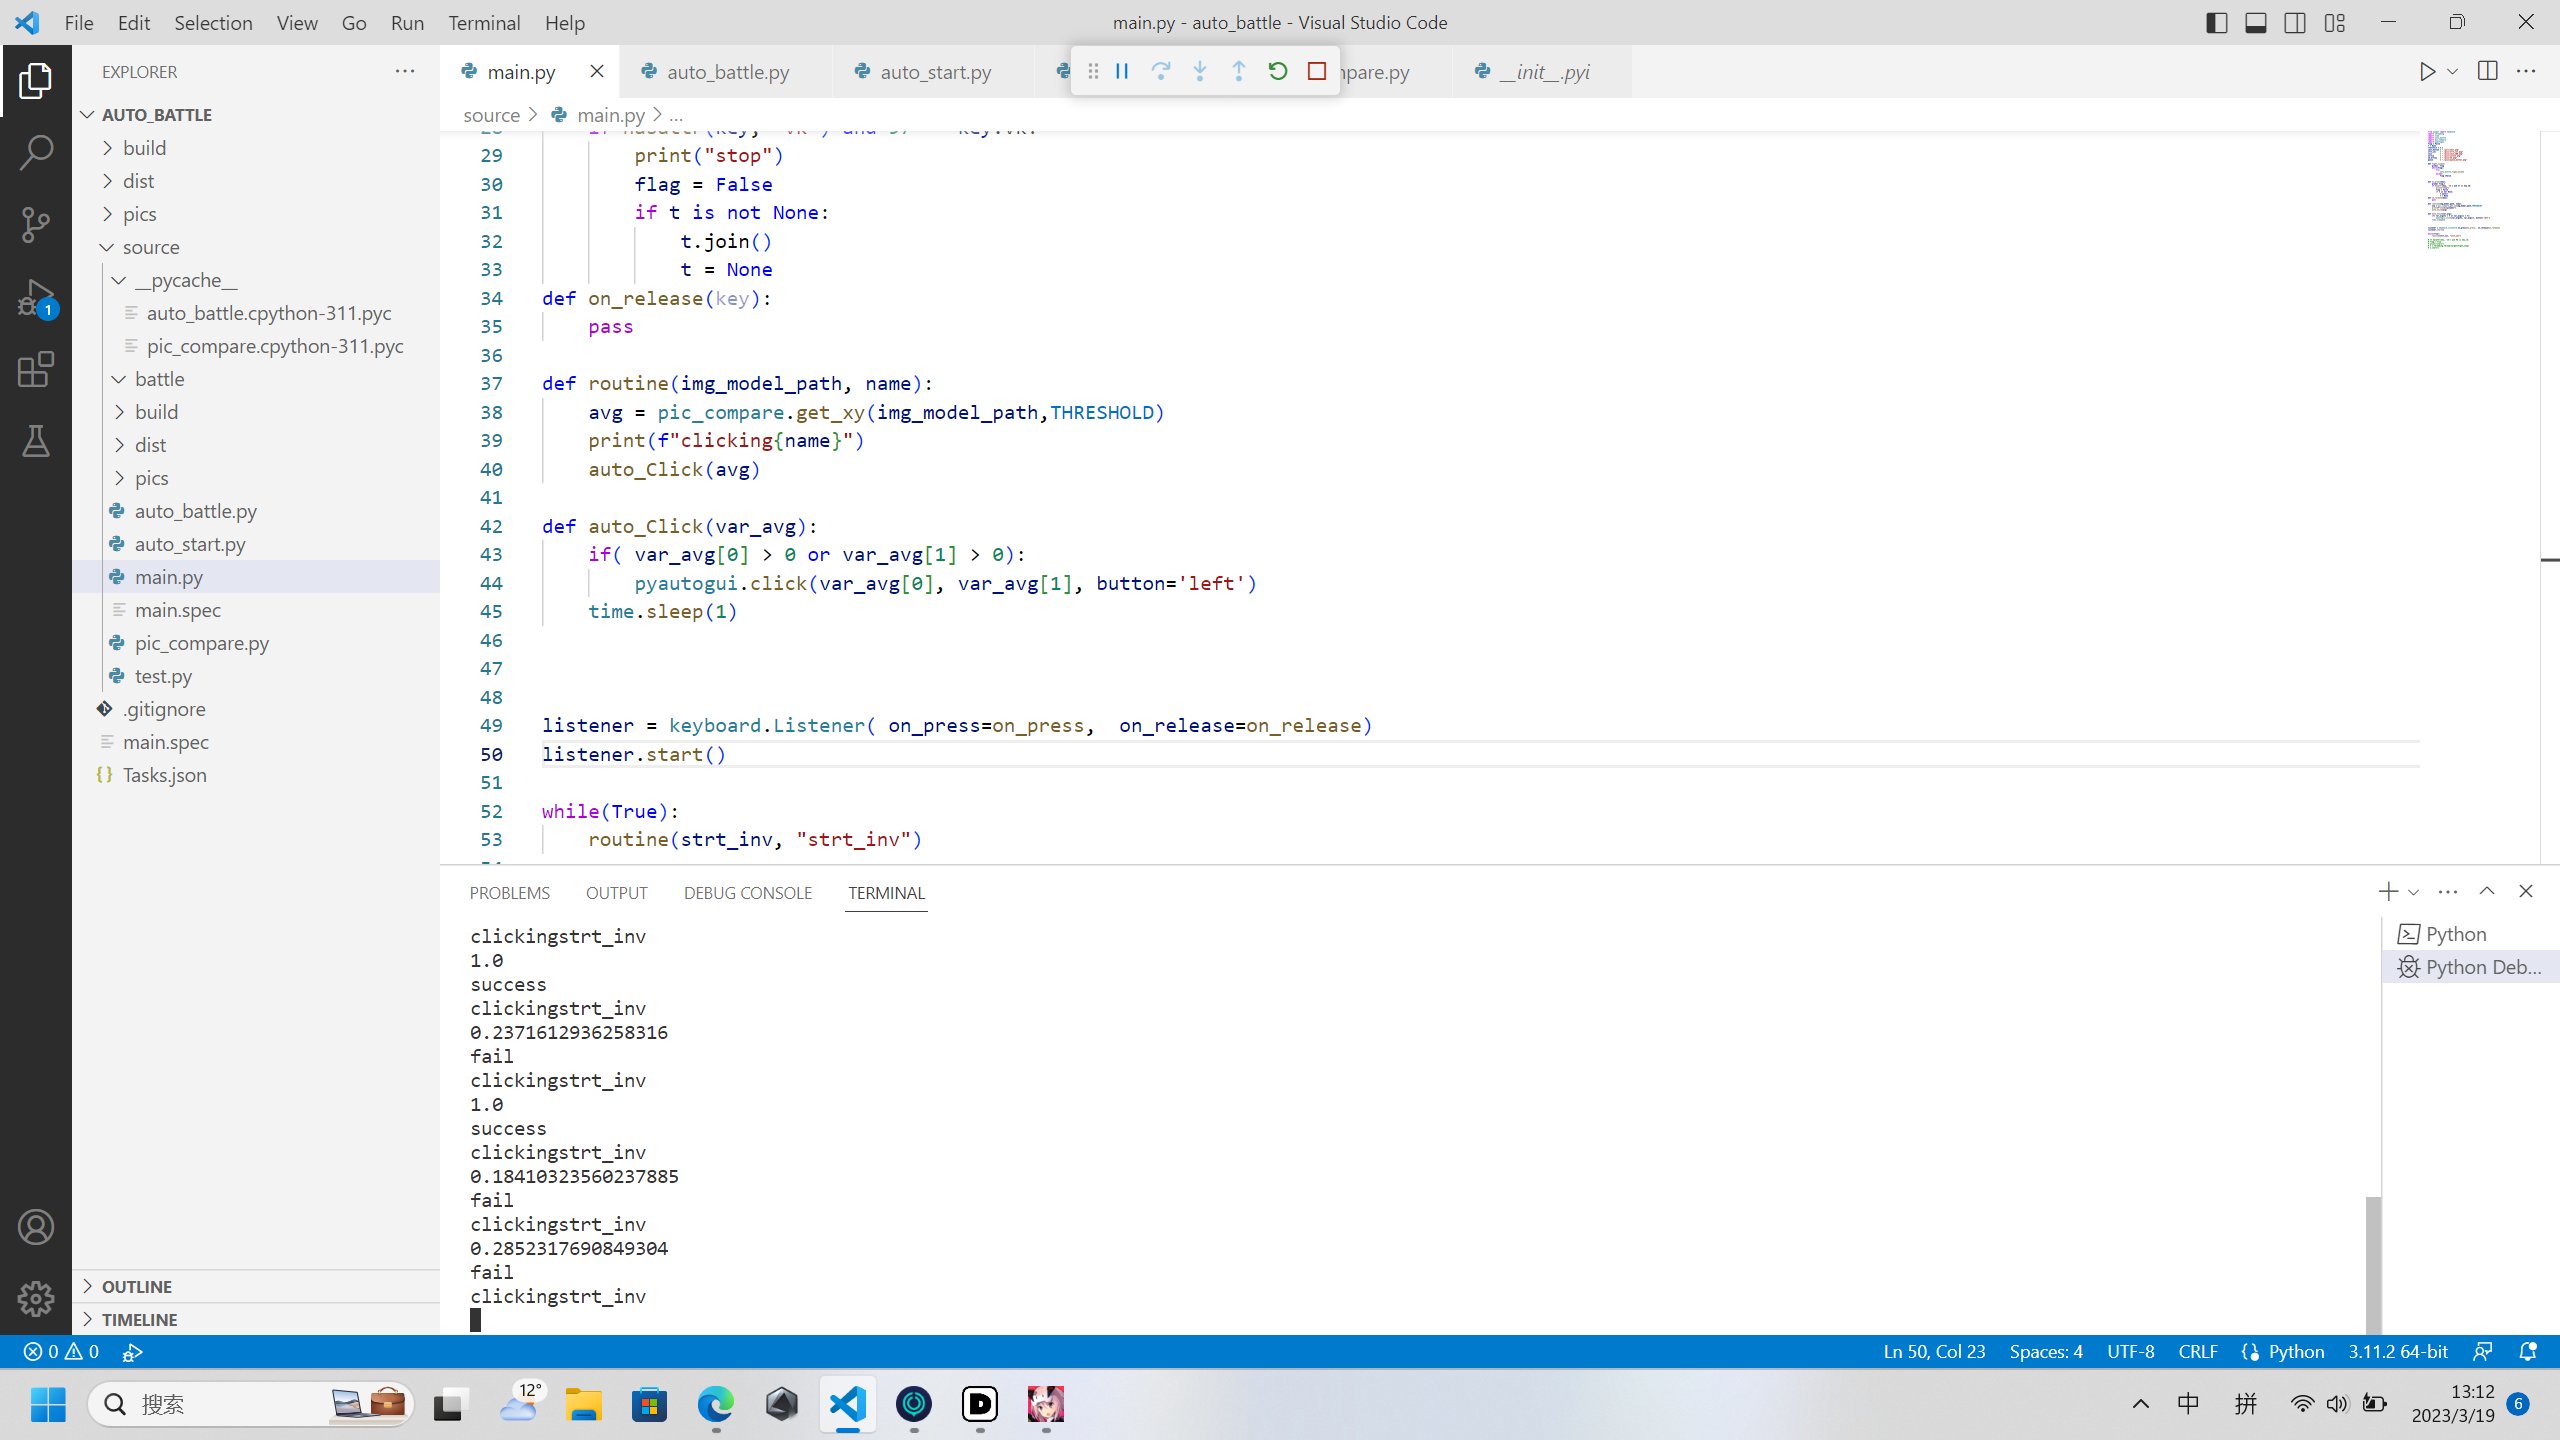 File Edit Selection View Go Run Terminal Help
main.py - auto_battle - Visual Studio Code
EXPLORER
main.py
auto_battle.py
auto_start.py
mpare.py
__init__.pyi
AUTO_BATTLE
build
dist
pics
source
__pycache__
auto_battle.cpython-311.pyc
pic_compare.cpython-311.pyc
battle
build
dist
pics
auto_battle.py
auto_start.py
main.py
main.spec
pic_compare.py
test.py
.gitignore
main.spec
Tasks.json
OUTLINE
TIMELINE
1
source > main.py > ...
29 print("stop")
30 flag = False
31 if t is not None:
32 t.join()
33 t = None
34 def on_release(key):
35 pass
36
37 def routine(img_model_path, name):
38 avg = pic_compare.get_xy(img_model_path,THRESHOLD)
39 print(f"clicking{name}")
40 auto_Click(avg)
41
42 def auto_Click(var_avg):
43 if( var_avg[0] > 0 or var_avg[1] > 0):
44 pyautogui.click(var_avg[0], var_avg[1], button='left')
45 time.sleep(1)
46
47
48
49 listener = keyboard.Listener( on_press=on_press,  on_release=on_release)
50 listener.start()
51
52 while(True):
53 routine(strt_inv, "strt_inv")
PROBLEMS OUTPUT DEBUG CONSOLE TERMINAL
clickingstrt_inv
1.0
success
clickingstrt_inv
0.2371612936258316
fail
clickingstrt_inv
1.0
success
clickingstrt_inv
0.18410323560237885
fail
clickingstrt_inv
0.2852317690849304
fail
clickingstrt_inv
Python
Python Deb...
0 0
Ln 50, Col 23 Spaces: 4 UTF-8 CRLF Python 3.11.2 64-bit
搜索
12°
中
拼
13:12
2023/3/19
6